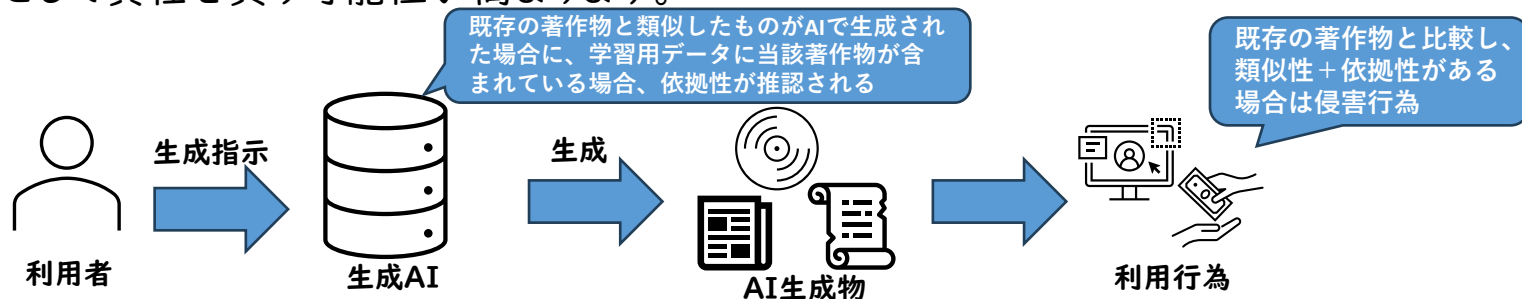 既存の著作物と類似したものがAIで生成され
た場合に、学習用データに当該著作物が含
まれている場合、依拠性が推認される
既存の著作物と比較し、
類似性＋依拠性がある
場合は侵害行為
生成指示
生成
利用者
生成AI
AI生成物
利用行為